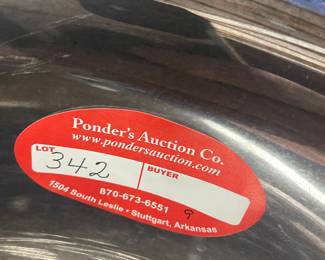 Ponder's Auction Co.
www.pondersauction.com
LOT
342
BUYER
870-673-6551
9
1504 South Leslie • Stuttgart, Arkansas